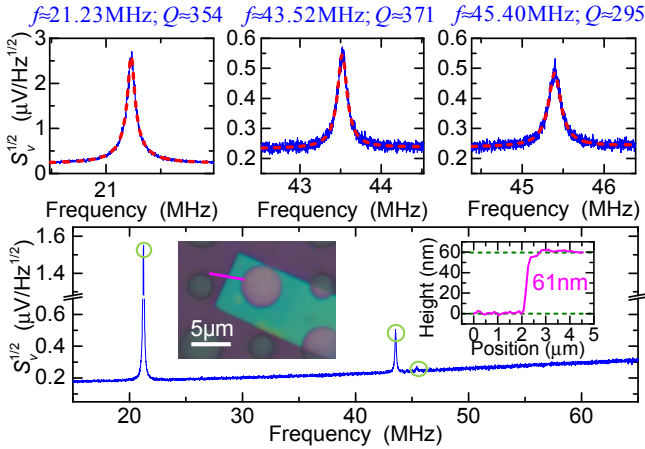 f≈21.23MHz; Q≈354 f≈43.52MHz; Q≈371 f≈45.40MHz; Q≈295
S_v^1/2 (μV/Hz^1/2)
3
2
1
0
21
Frequency (MHz)
0.6
0.5
0.4
0.3
0.2
43 44
Frequency (MHz)
0.6
0.5
0.4
0.3
0.2
45 46
Frequency (MHz)
S_v^1/2 (μV/Hz^1/2)
1.6
1.4
0.6
0.4
0.2
5μm
Height (nm)
60
40
20
0
61nm
0 1 2 3 4 5
Position (μm)
20 30 40 50 60
Frequency (MHz)